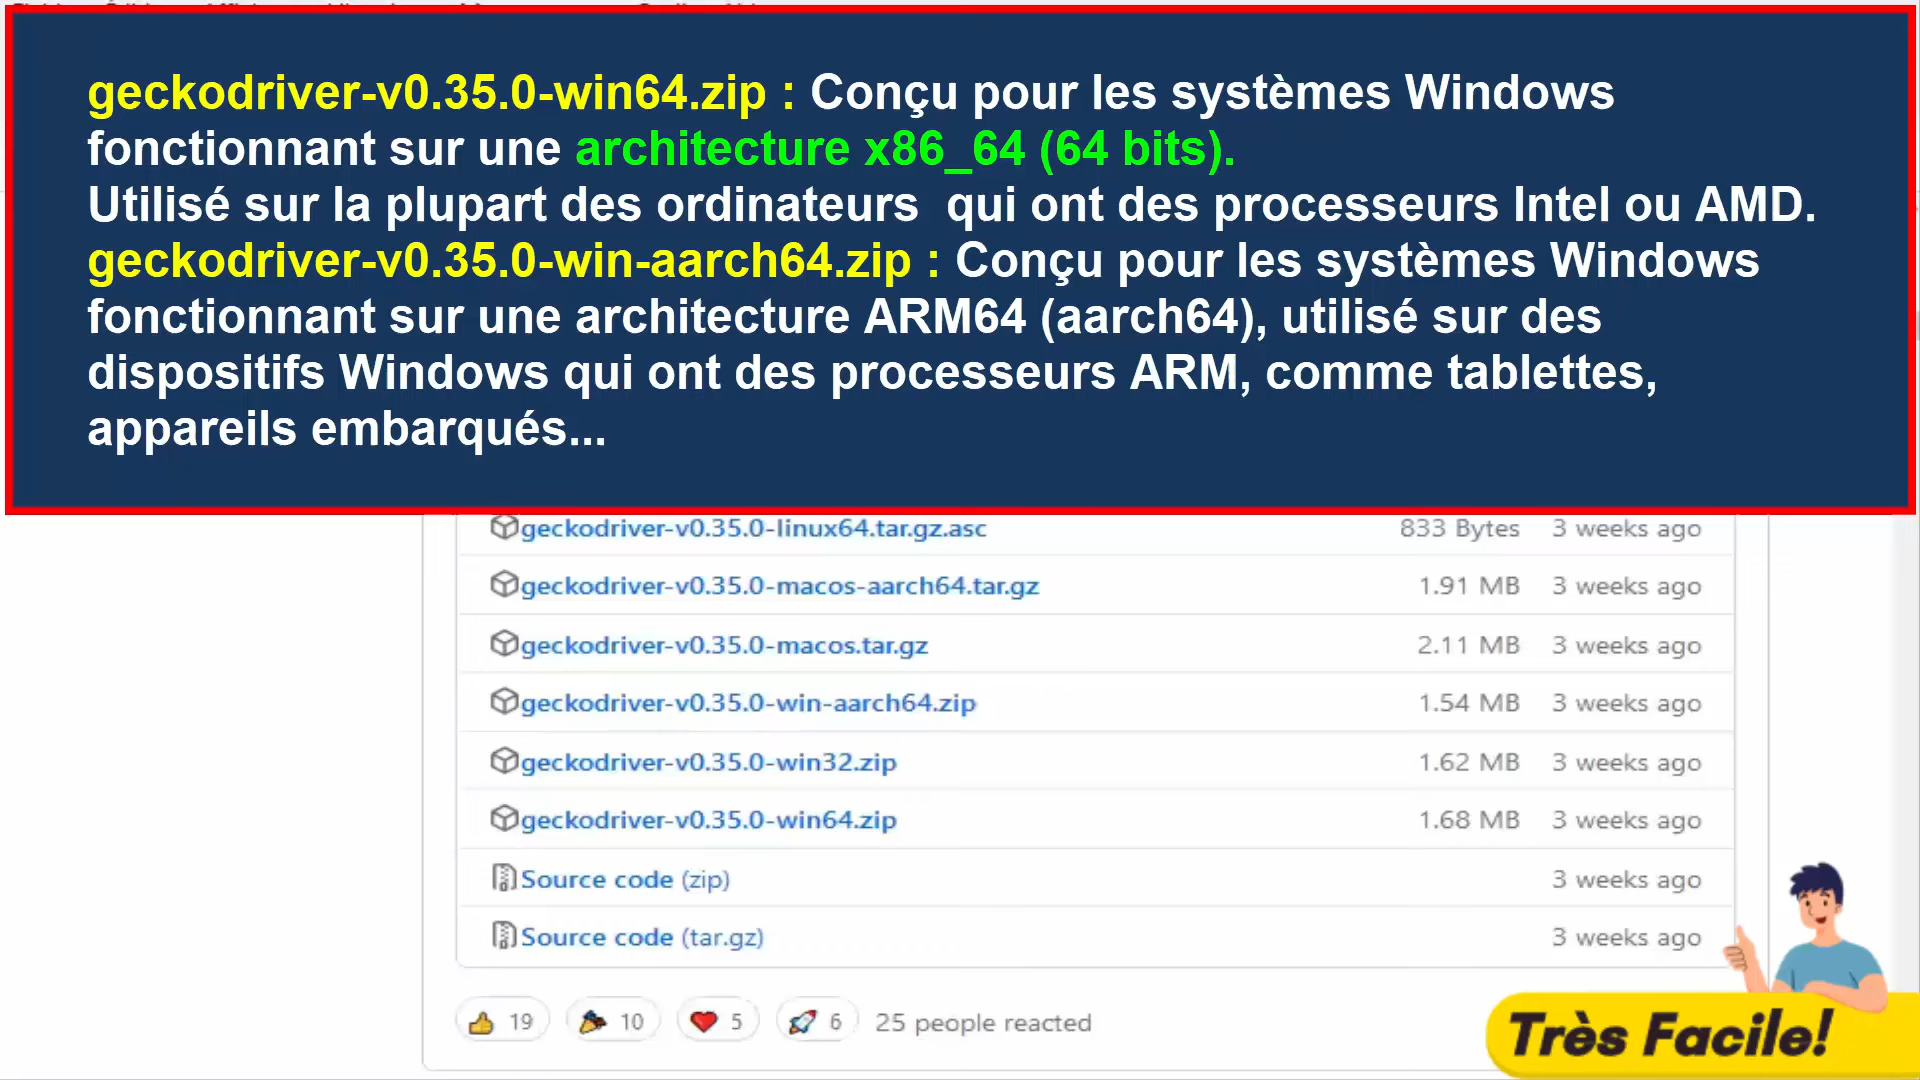 geckodriver-v0.35.0-win64.zip : Conçu pour les systèmes Windows
fonctionnant sur une architecture x86_64 (64 bits).
Utilisé sur la plupart des ordinateurs  qui ont des processeurs Intel ou AMD.
geckodriver-v0.35.0-win-aarch64.zip : Conçu pour les systèmes Windows
fonctionnant sur une architecture ARM64 (aarch64), utilisé sur des
dispositifs Windows qui ont des processeurs ARM, comme tablettes,
appareils embarqués...
geckodriver-v0.35.0-linux64.tar.gz.asc 833 Bytes 3 weeks ago
geckodriver-v0.35.0-macos-aarch64.tar.gz 1.91 MB 3 weeks ago
geckodriver-v0.35.0-macos.tar.gz 2.11 MB 3 weeks ago
geckodriver-v0.35.0-win-aarch64.zip 1.54 MB 3 weeks ago
geckodriver-v0.35.0-win32.zip 1.62 MB 3 weeks ago
geckodriver-v0.35.0-win64.zip 1.68 MB 3 weeks ago
Source code (zip) 3 weeks ago
Source code (tar.gz) 3 weeks ago
19 10 5 6 25 people reacted
Très Facile!